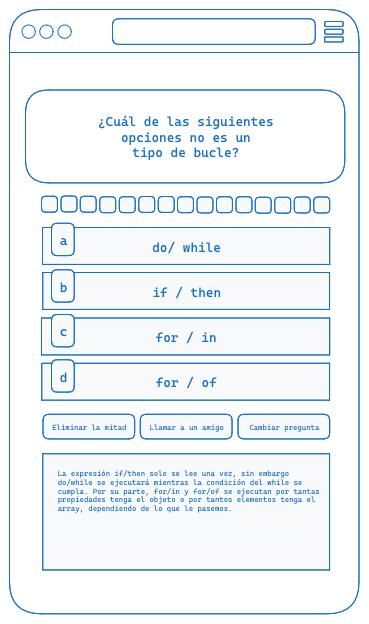 ¿Cuál de las siguientes
opciones no es un
tipo de bucle?
a
do/ while
b
if / then
c
for / in
d
for / of
Eliminar la mitad
Llamar a un amigo
Cambiar pregunta
La expresión if/then solo se lee una vez, sin embargo
do/while se ejecutará mientras la condición del while se
cumpla. Por su parte, for/in y for/of se ejecutan por tantas
propiedades tenga el objeto o por tantos elementos tenga el
array, dependiendo de lo que le pasemos.